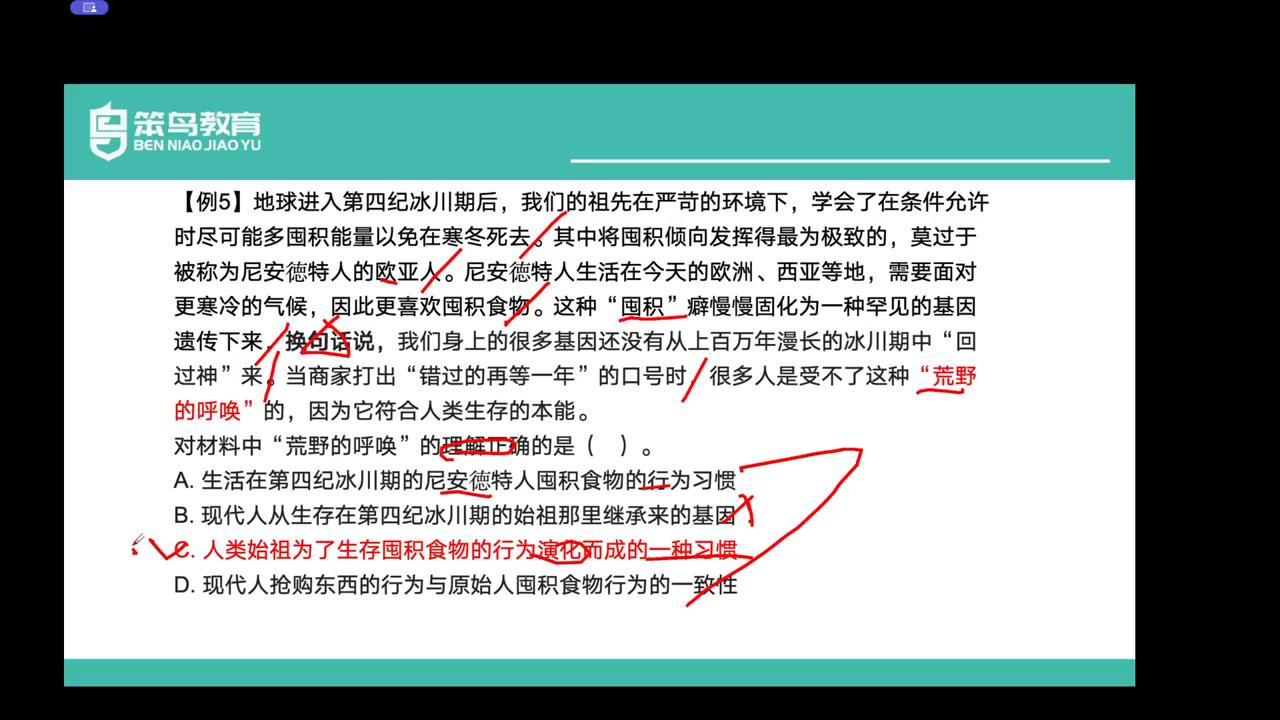 笨鸟教育
BEN NIAO JIAO YU
【例5】地球进入第四纪冰川期后，我们的祖先在严苛的环境下，学会了在条件允许
时尽可能多囤积能量以免在寒冬死去。其中将囤积倾向发挥得最为极致的，莫过于
被称为尼安德特人的欧亚人。尼安德特人生活在今天的欧洲、西亚等地，需要面对
更寒冷的气候，因此更喜欢囤积食物。这种“囤积”癖慢慢固化为一种罕见的基因
遗传下来，换句话说，我们身上的很多基因还没有从上百万年漫长的冰川期中“回
过神”来。当商家打出“错过的再等一年”的口号时，很多人是受不了这种“荒野
的呼唤”的，因为它符合人类生存的本能。
对材料中“荒野的呼唤”的理解正确的是（　）。
A. 生活在第四纪冰川期的尼安德特人囤积食物的行为习惯
B. 现代人从生存在第四纪冰川期的始祖那里继承来的基因
C. 人类始祖为了生存囤积食物的行为演化而成的一种习惯
D. 现代人抢购东西的行为与原始人囤积食物行为的一致性